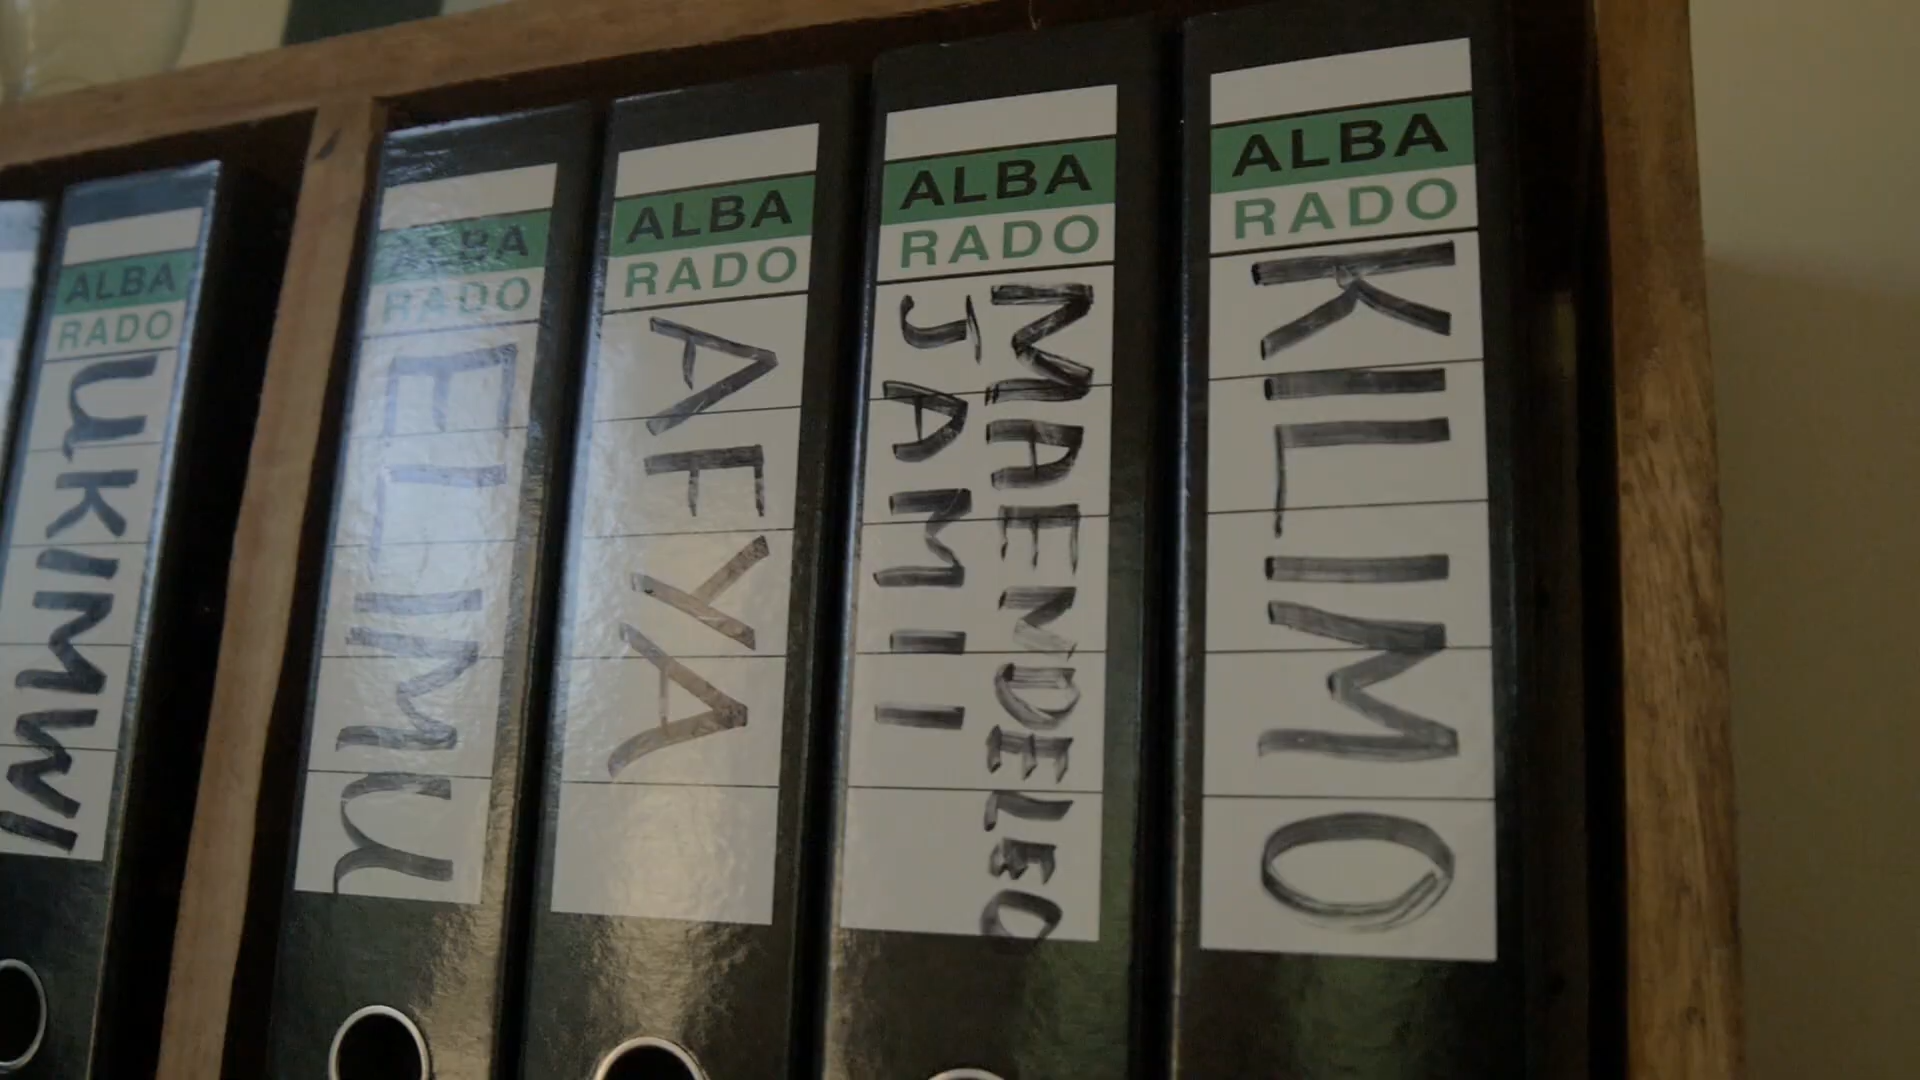 ALBA
RADO
UKIMWI
ALBA
RADO
ELIMU
ALBA
RADO
AFYA
ALBA
RADO
MAENDELEO
JAMII
ALBA
RADO
KILIMO